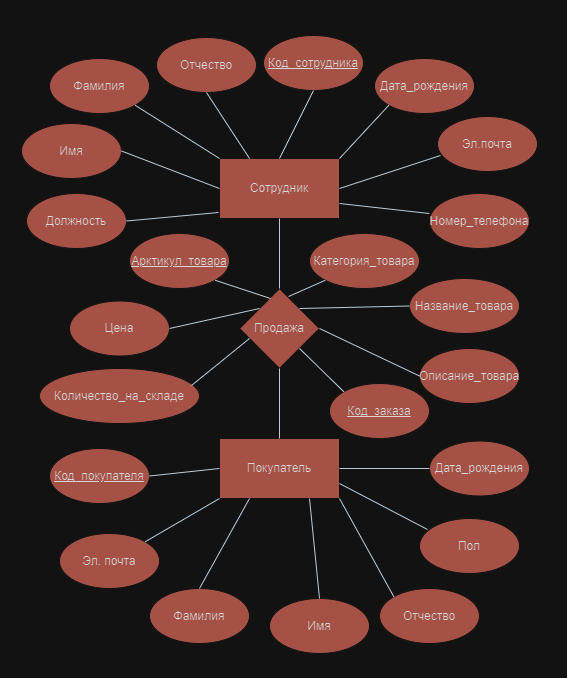 Код_сотрудника
Отчество
Фамилия
Дата_рождения
Эл.почта
Имя
Сотрудник
Должность
Номер_телефона
Арктикул_товара
Категория_товара
Название_товара
Цена
Продажа
Описание_товара
Количество_на_складе
Код_заказа
Покупатель
Дата_рождения
Код_покупателя
Пол
Эл. почта
Фамилия
Отчество
Имя